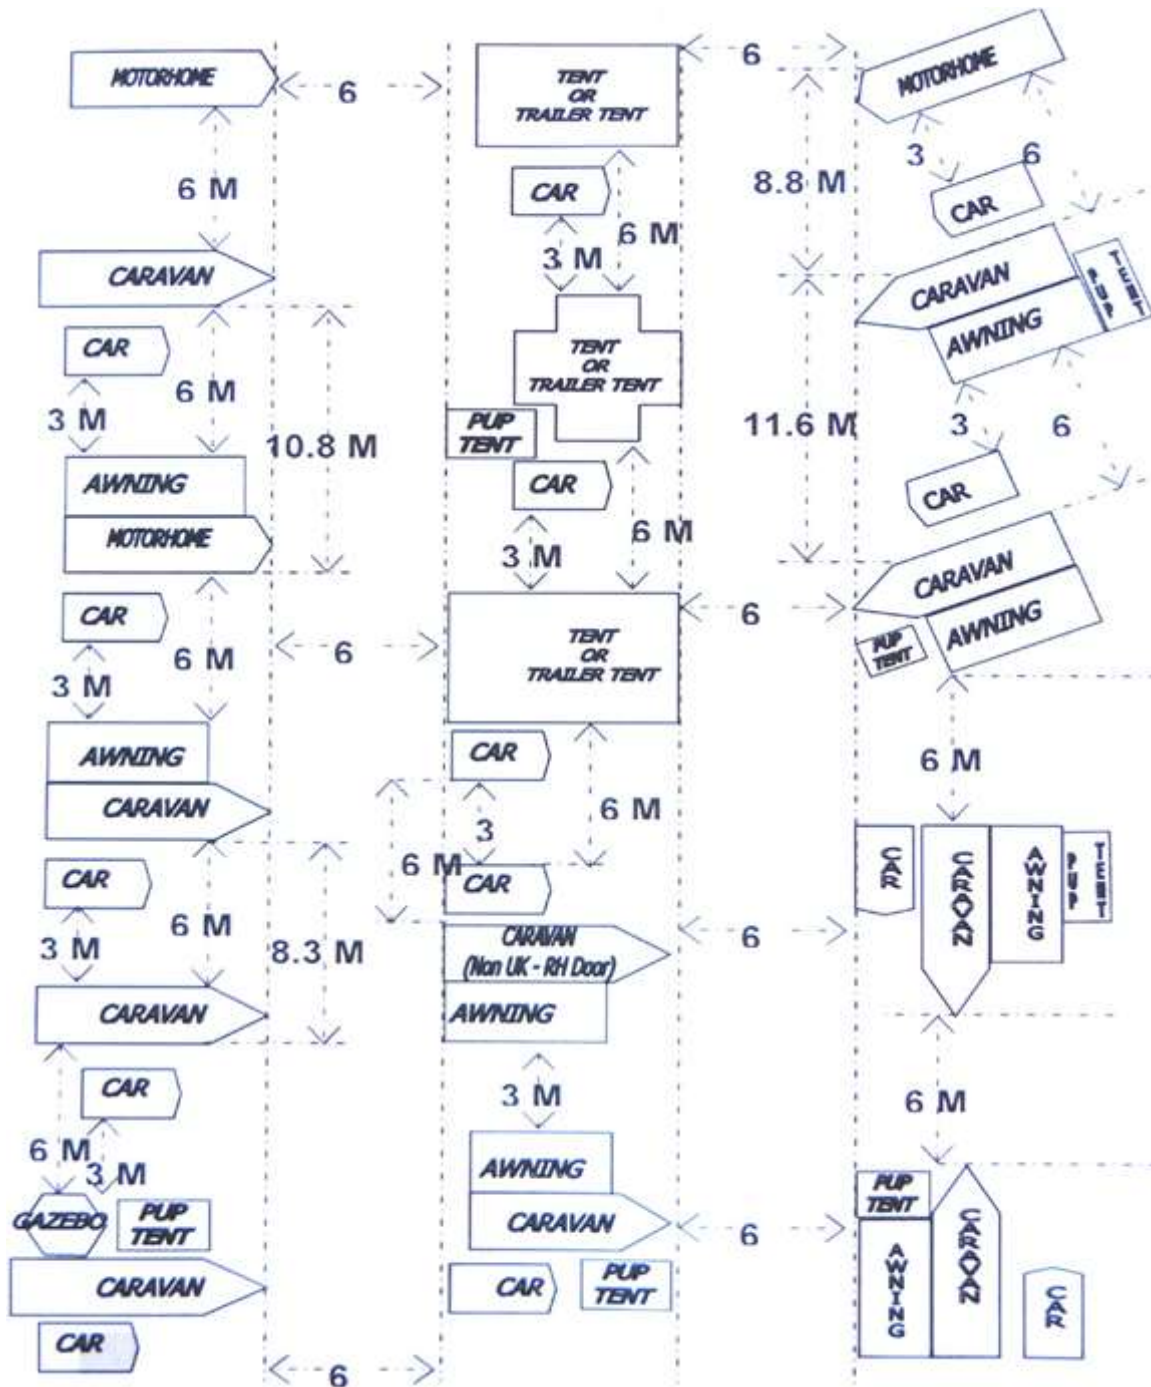 MOTORHOME
6
6 M
CARAVAN
CAR
3 M
6 M
10.8 M
AWNING
MOTORHOME
CAR
3 M
6 M
6
AWNING
CARAVAN
CAR
3 M
6 M
8.3 M
CARAVAN
CAR
6 M
3 M
GAZEBO
PUP
TENT
CARAVAN
CAR
6
TENT
OR
TRAILER TENT
6
CAR
3 M
6 M
TENT
OR
TRAILER TENT
PUP
TENT
CAR
3 M
6 M
TENT
OR
TRAILER TENT
6
CAR
3
6 M
6 M
CAR
CARAVAN
(Non UK - RH Door)
6
AWNING
3 M
AWNING
CARAVAN
6
CAR
PUP
TENT
MOTORHOME
8.8 M
3
6
CAR
CARAVAN
AWNING
PUP
TENT
11.6 M
3
6
CAR
CARAVAN
AWNING
PUP
TENT
6 M
CAR
CARAVAN
AWNING
PUP
TENT
6 M
PUP
TENT
AWNING
CARAVAN
CAR